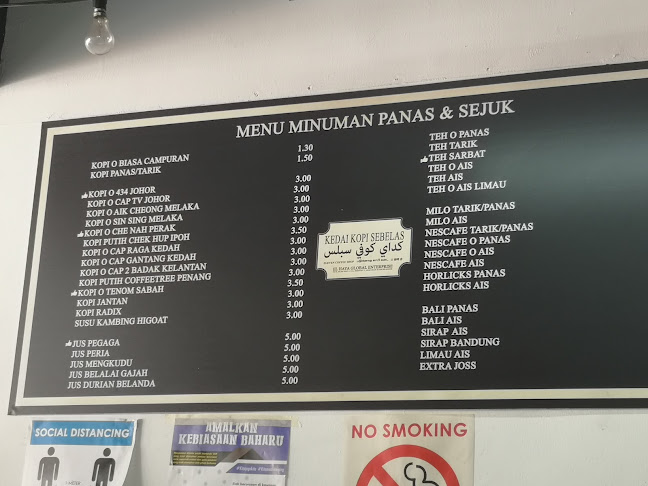 MENU MINUMAN PANAS & SEJUK
KOPI O BIASA CAMPURAN 1.30
KOPI PANAS/TARIK 1.50
KOPI O 434 JOHOR 3.00
KOPI O CAP TV JOHOR 3.00
KOPI O AIK CHEONG MELAKA 3.00
KOPI O SIN SING MELAKA 3.00
KOPI O CHE NAH PERAK 3.00
KOPI PUTIH CHEK HUP IPOH 3.50
KOPI O CAP RAGA KEDAH 3.00
KOPI O CAP GANTANG KEDAH 3.00
KOPI O CAP 2 BADAK KELANTAN 3.00
KOPI PUTIH COFFEETREE PENANG 3.00
KOPI O TENOM SABAH 3.50
KOPI JANTAN 3.00
KOPI RADIX 3.00
SUSU KAMBING HIGOAT 3.00
JUS PEGAGA 5.00
JUS PERIA 5.00
JUS MENGKUDU 5.00
JUS BELALAI GAJAH 5.00
JUS DURIAN BELANDA 5.00
KEDAI KOPI SEBELAS
كداي كوڤي سبلس
EL HAYA GLOBAL ENTERPRISE
TEH O PANAS
TEH TARIK
TEH SARBAT
TEH O AIS
TEH AIS
TEH O AIS LIMAU
MILO TARIK/PANAS
MILO AIS
NESCAFE TARIK/PANAS
NESCAFE O PANAS
NESCAFE O AIS
NESCAFE AIS
HORLICKS PANAS
HORLICKS AIS
BALI PANAS
BALI AIS
SIRAP AIS
SIRAP BANDUNG
LIMAU AIS
EXTRA JOSS
SOCIAL DISTANCING
AMALKAN
KEBIASAAN BAHARU
NO SMOKING